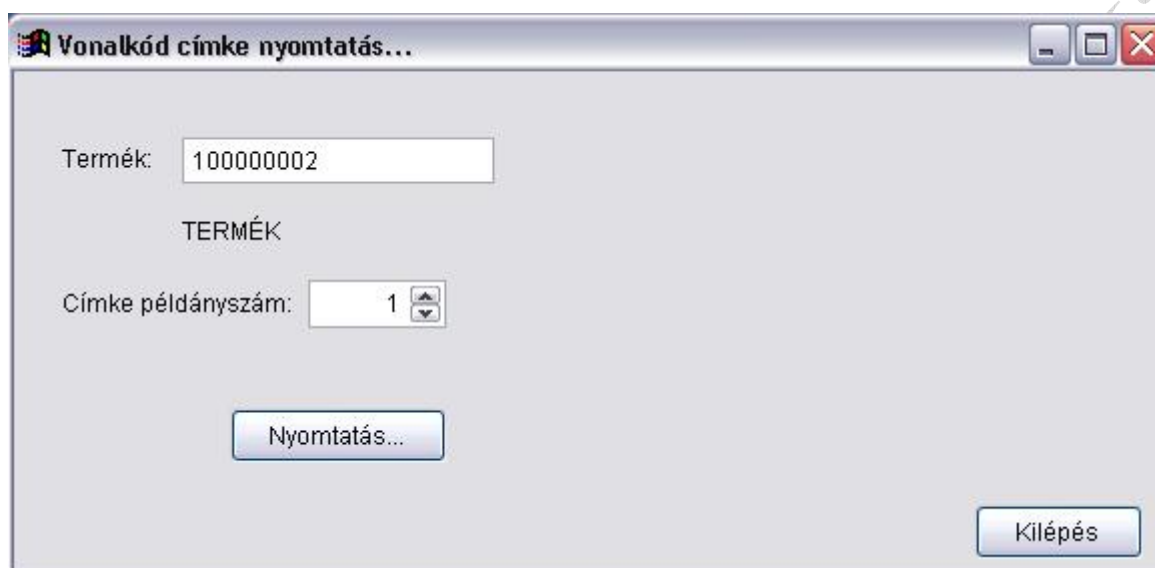 Vonalkód címke nyomtatás...
Termék: 100000002
TERMÉK
Címke példányszám: 1
Nyomtatás...
Kilépés